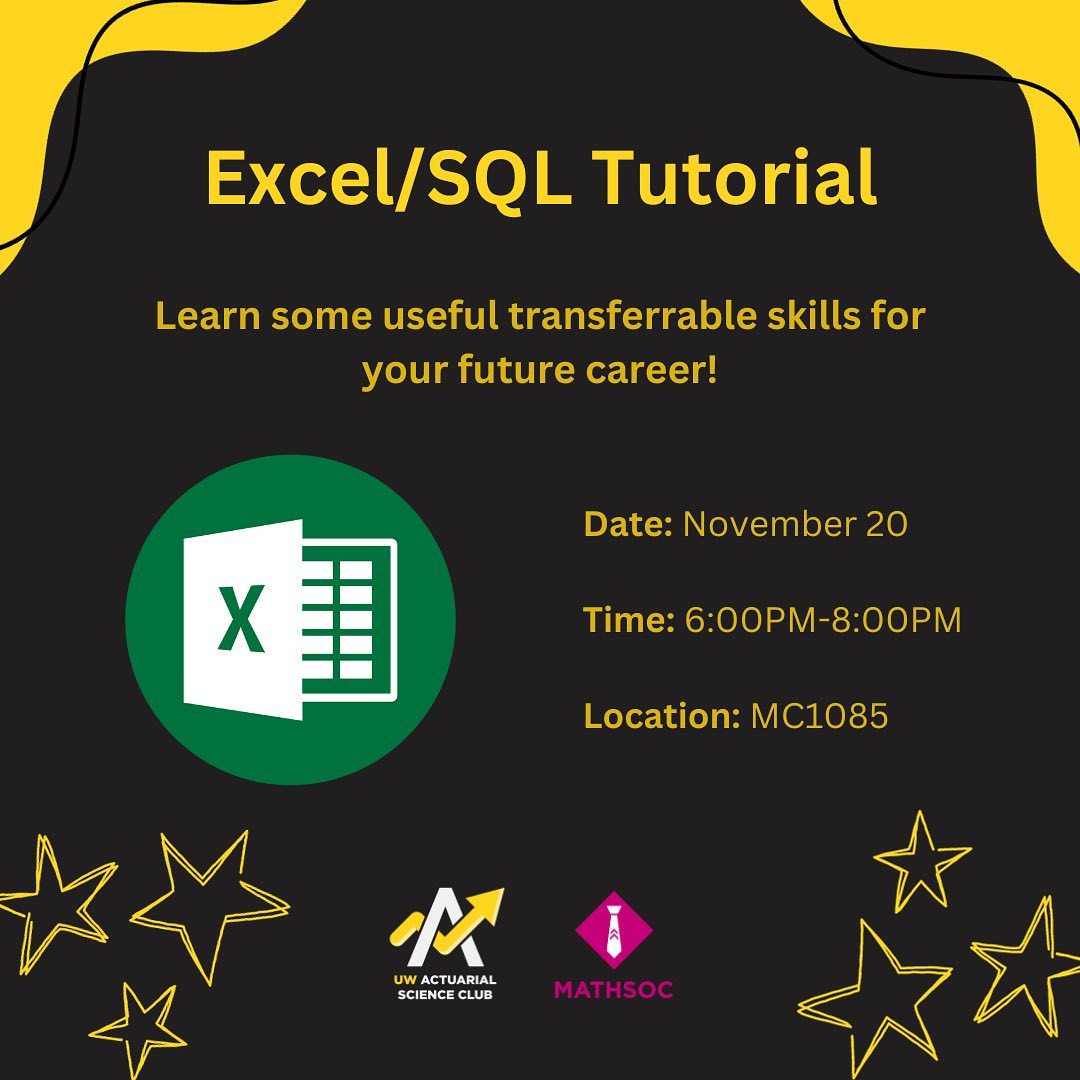 Excel/SQL Tutorial
Learn some useful transferrable skills for
your future career!
X
Date: November 20
Time: 6:00PM-8:00PM
Location: MC1085
A
UW ACTUARIAL
SCIENCE CLUB
MATHSOC